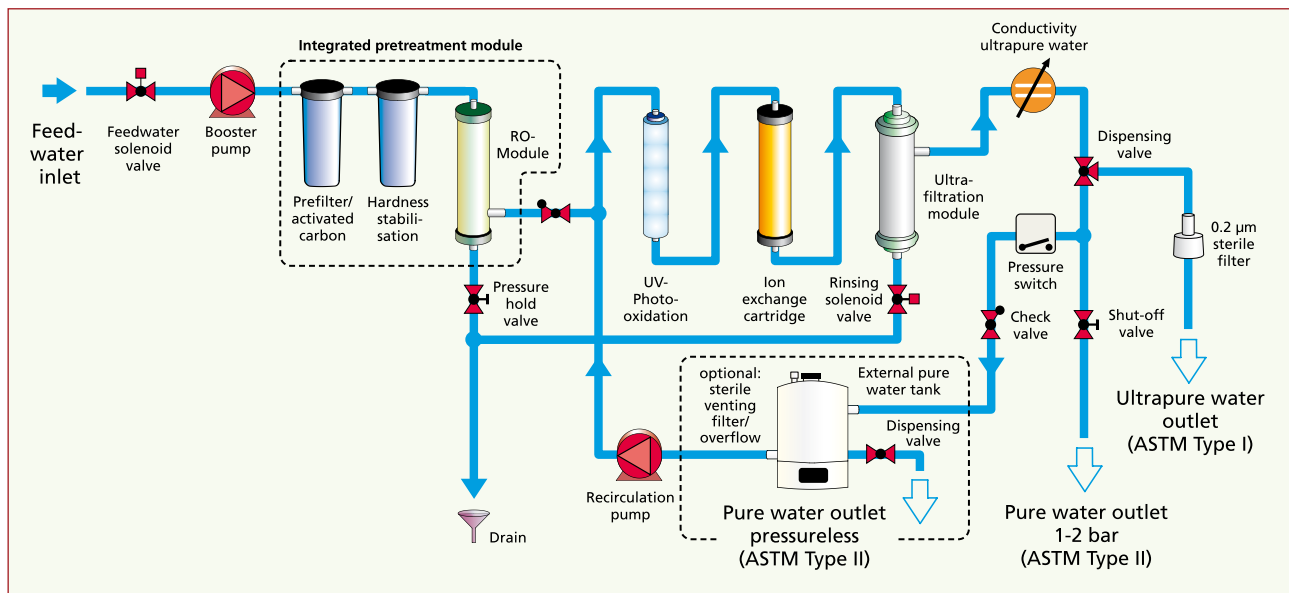 Integrated pretreatment module
Conductivity
ultrapure water
Feed-
water
inlet
Feedwater
solenoid
valve
Booster
pump
RO-
Module
Prefilter/
activated
carbon
Hardness
stabili-
sation
Pressure
hold
valve
UV-
Photo-
oxidation
Ion
exchange
cartridge
Rinsing
solenoid
valve
Ultra-
filtration
module
Dispensing
valve
0.2 µm
sterile
filter
Pressure
switch
Check
valve
Shut-off
valve
optional:
sterile
venting
filter/
overflow
External pure
water tank
Dispensing
valve
Ultrapure water
outlet
(ASTM Type I)
Recirculation
pump
Drain
Pure water outlet
pressureless
(ASTM Type II)
Pure water outlet
1-2 bar
(ASTM Type II)